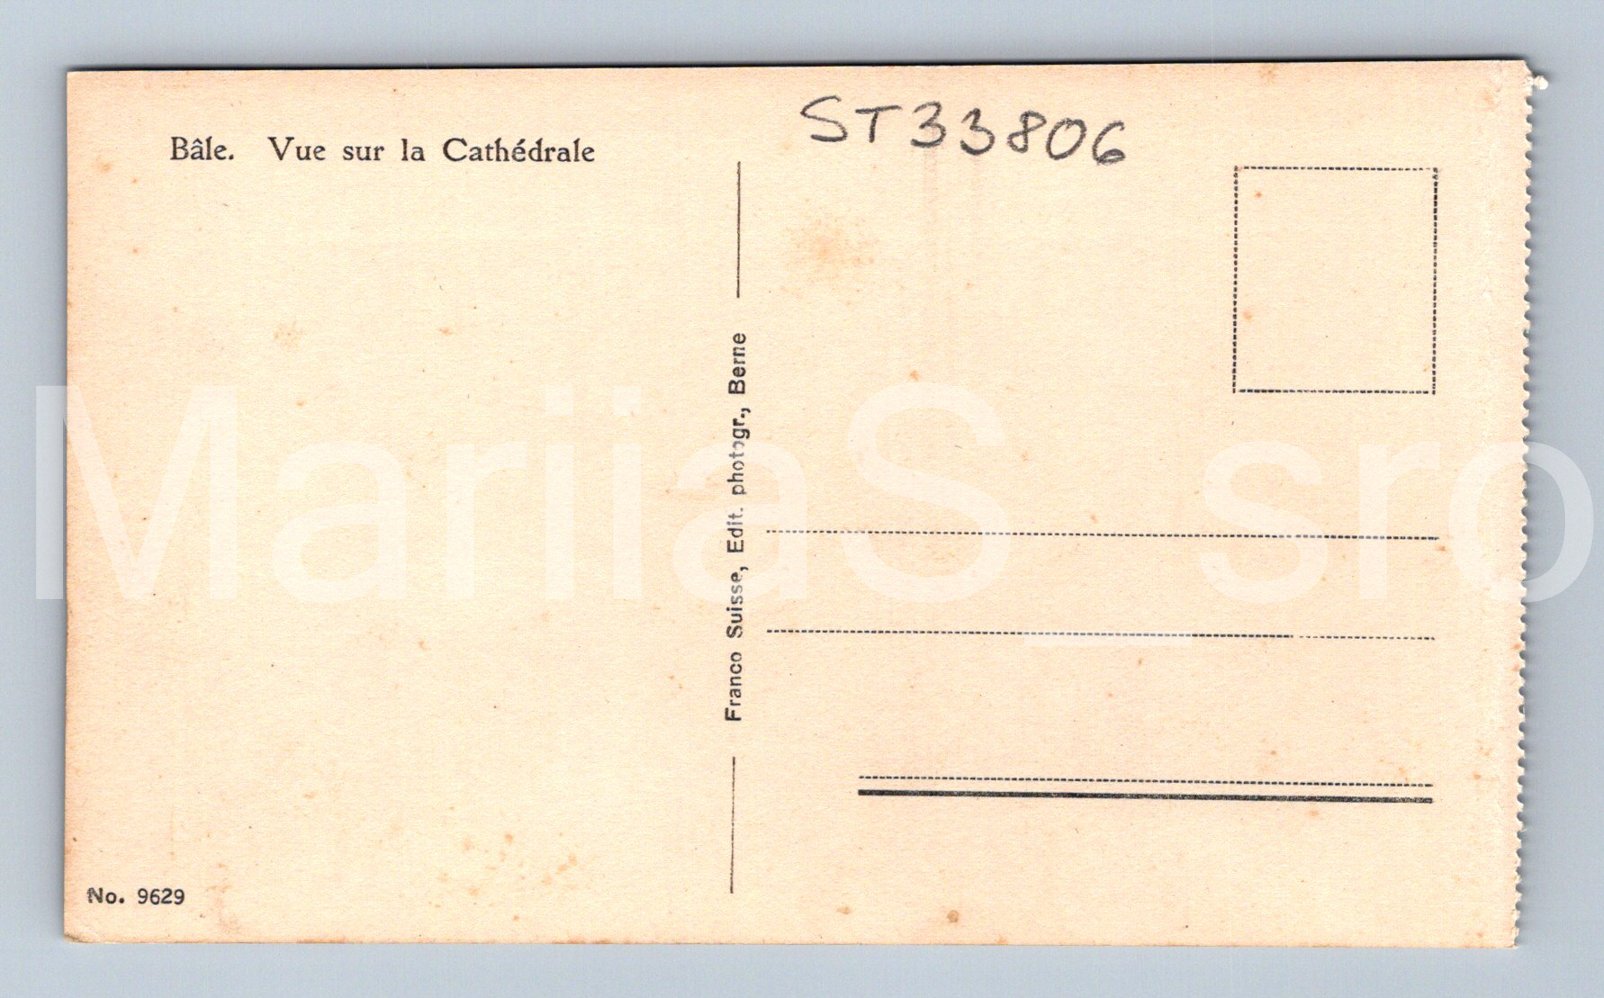 Bâle. Vue sur la Cathédrale
ST33806
Franco Suisse, Edit. photogr., Berne
No. 9629
MariiaS_sro